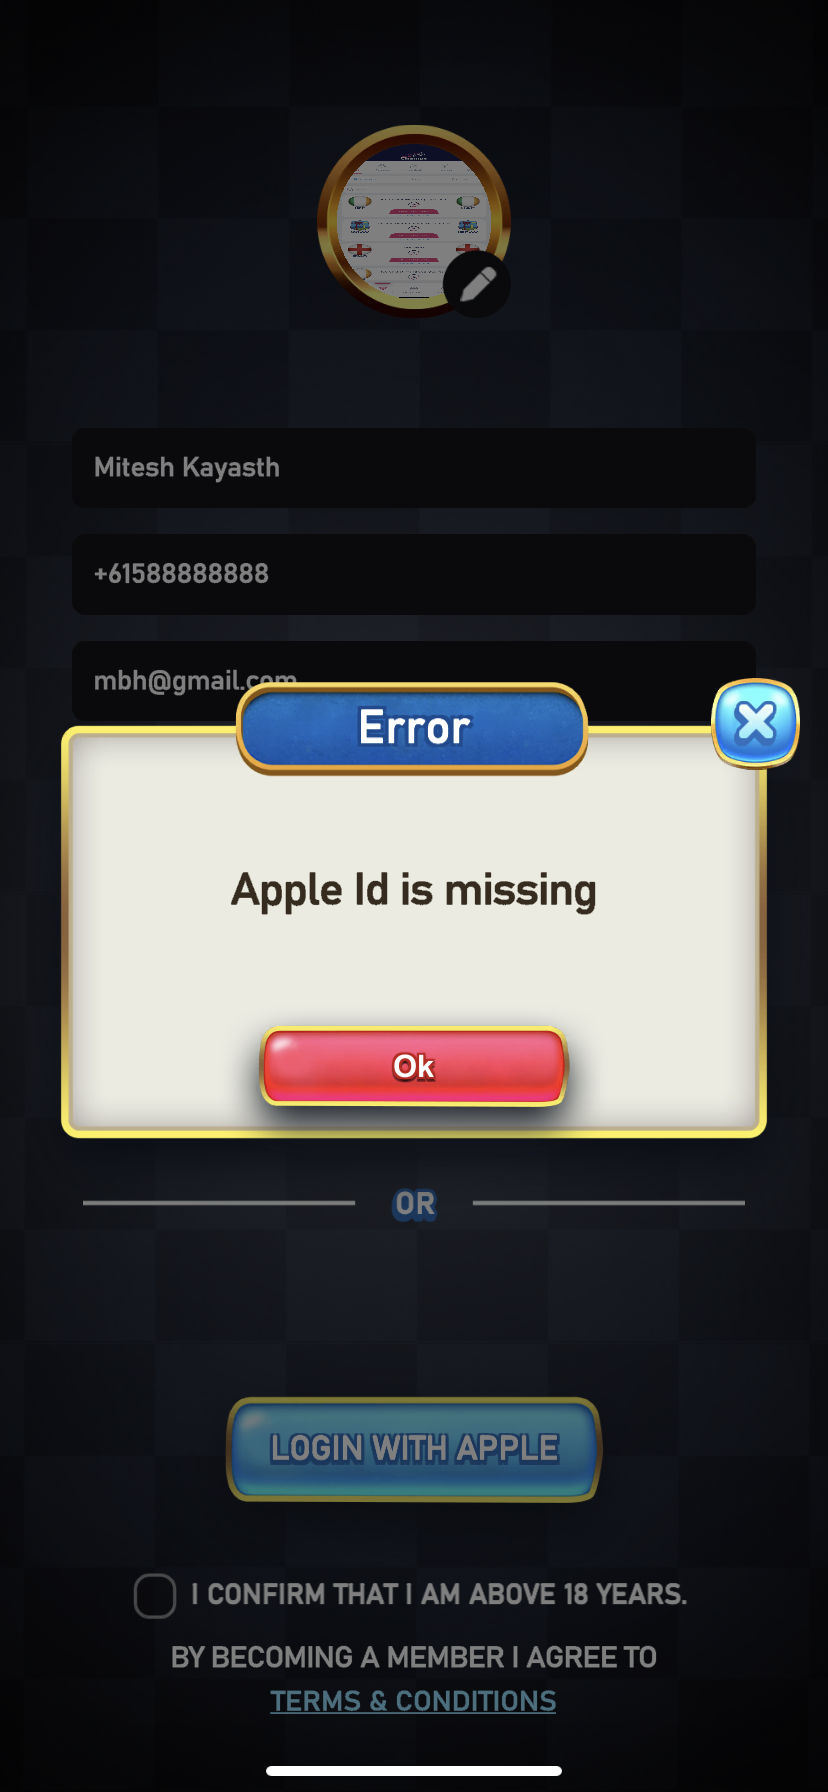 Mitesh Kayasth
+61588888888
mbh@gmail.com
Error
Apple Id is missing
Ok
OR
LOGIN WITH APPLE
I CONFIRM THAT I AM ABOVE 18 YEARS.
BY BECOMING A MEMBER I AGREE TO
TERMS & CONDITIONS